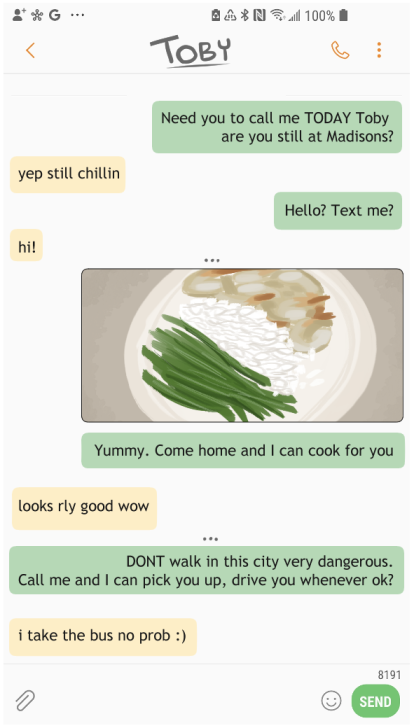 G
100%
TOBY
Need you to call me TODAY Toby
are you still at Madisons?
yep still chillin
Hello? Text me?
hi!
Yummy. Come home and I can cook for you
looks rly good wow
DONT walk in this city very dangerous.
Call me and I can pick you up, drive you whenever ok?
i take the bus no prob :)
8191
SEND